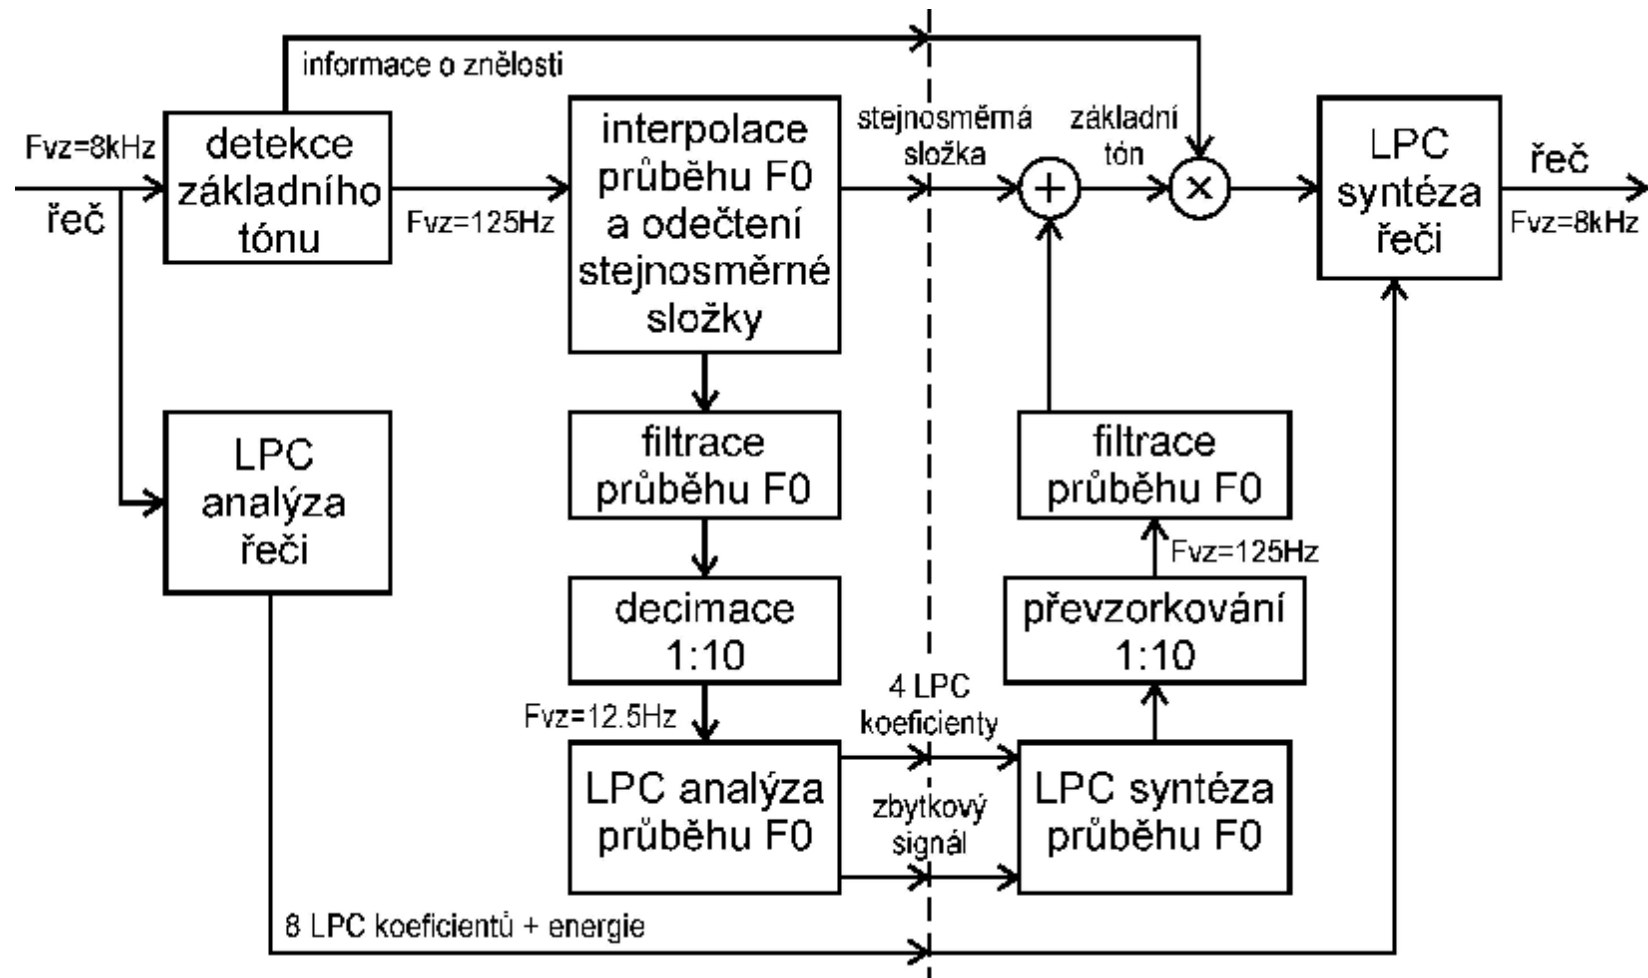 informace o znělosti
Fvz=8kHz
řeč
detekce
základního
tónu
Fvz=125Hz
interpolace
průběhu F0
a odečtení
stejnosměrné
složky
stejnosměrná
složka
+
základní
tón
×
LPC
syntéza
řeči
řeč
Fvz=8kHz
LPC
analýza
řeči
filtrace
průběhu F0
filtrace
průběhu F0
Fvz=125Hz
decimace
1:10
převzorkování
1:10
Fvz=12.5Hz
4 LPC
koeficienty
LPC analýza
průběhu F0
zbytkový
signál
LPC syntéza
průběhu F0
8 LPC koeficientů + energie